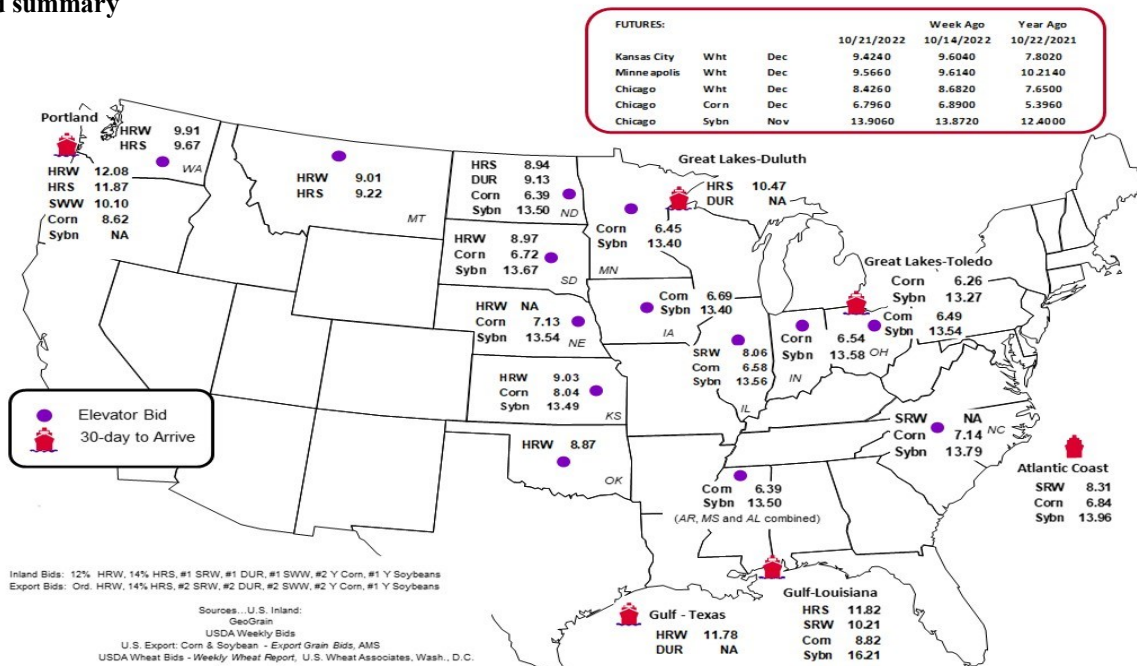 l summary
FUTURES: Week Ago Year Ago
10/21/2022 10/14/2022 10/22/2021
Kansas City Wht Dec 9.4240 9.6040 7.8020
Minneapolis Wht Dec 9.5660 9.6140 10.2140
Chicago Wht Dec 8.4260 8.6820 7.6500
Chicago Corn Dec 6.7960 6.8900 5.3960
Chicago Sybn Nov 13.9060 13.8720 12.4000
Portland
HRW 9.91
HRS 9.67
WA
HRW 12.08
HRS 11.87
SWW 10.10
Corn 8.62
Sybn NA
HRW 9.01
HRS 9.22
MT
HRS 8.94
DUR 9.13
Corn 6.39
Sybn 13.50
ND
Great Lakes-Duluth
HRS 10.47
DUR NA
Corn 6.45
Sybn 13.40
MN
HRW 8.97
Corn 6.72
Sybn 13.67
SD
Great Lakes-Toledo
Corn 6.26
Sybn 13.27
HRW NA
Corn 7.13
Sybn 13.54
NE
Corn 6.69
Sybn 13.40
IA
Corn 6.49
Sybn 13.54
OH
Corn 6.54
Sybn 13.58
IN
SRW 8.06
Corn 6.58
Sybn 13.56
IL
HRW 9.03
Corn 8.04
Sybn 13.49
KS
Elevator Bid
30-day to Arrive
HRW 8.87
OK
SRW NA
Corn 7.14
Sybn 13.79
NC
Atlantic Coast
SRW 8.31
Corn 6.84
Sybn 13.96
Corn 6.39
Sybn 13.50
(AR, MS and AL combined)
Gulf-Louisiana
HRS 11.82
SRW 10.21
Corn 8.82
Sybn 16.21
Gulf - Texas
HRW 11.78
DUR NA
Inland Bids: 12% HRW, 14% HRS, #1 SRW, #1 DUR, #1 SWW, #2 Y Corn, #1 Y Soybeans
Export Bids: Ord. HRW, 14% HRS, #2 SRW, #2 DUR, #2 SWW, #2 Y Corn, #1 Y Soybeans
Sources...U.S. Inland:
GeoGrain
USDA Weekly Bids
U.S. Export: Corn & Soybean - Export Grain Bids, AMS
USDA Wheat Bids - Weekly Wheat Report, U.S. Wheat Associates, Wash., D.C.